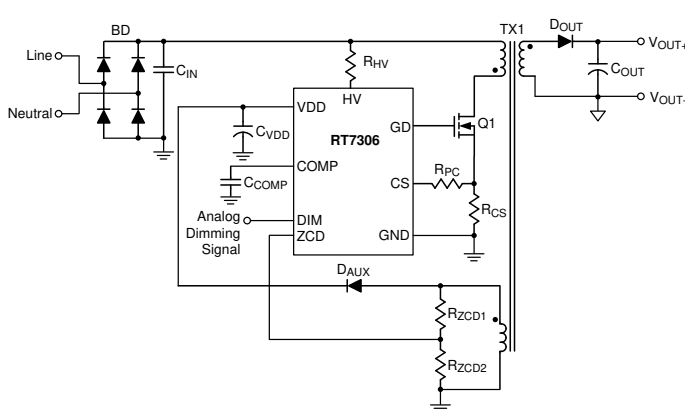 BD
TX1
DOUT
Line
CIN
RHV
VOUT+
COUT
Neutral
HV
VOUT-
VDD
CVDD
RT7306
GD
Q1
COMP
CCOMP
CS
RPC
RCS
Analog
Dimming
Signal
DIM
ZCD
GND
DAUX
RZCD1
RZCD2